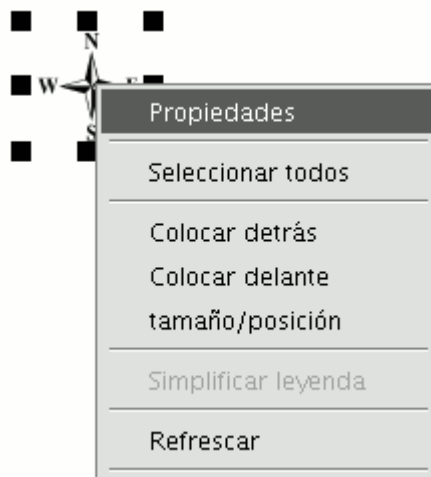 N
W E
S
Propiedades
Seleccionar todos
Colocar detrás
Colocar delante
tamaño/posición
Simplificar leyenda
Refrescar